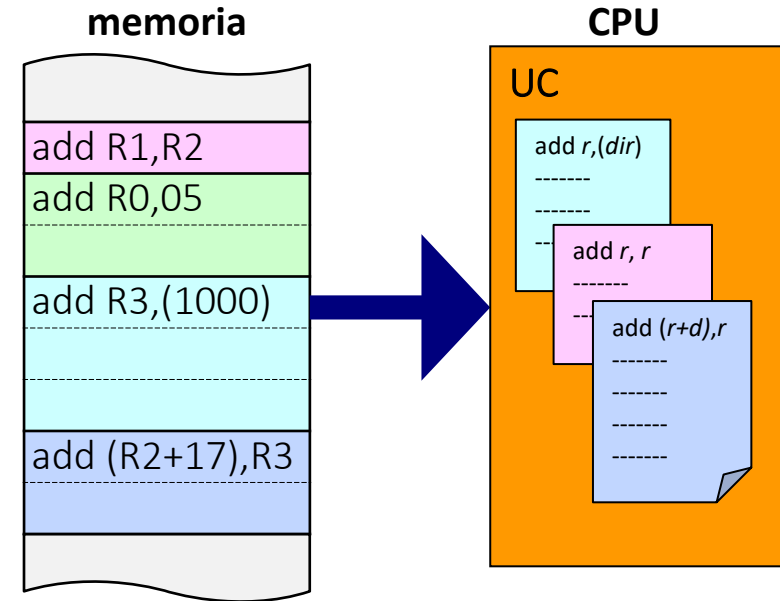 memoria
add R1,R2
add R0,05
add R3,(1000)
add (R2+17),R3
CPU
UC
add r,(dir)
-------
-------
---
add r, r
-------
---
add (r+d),r
-------
-------
-------
-------